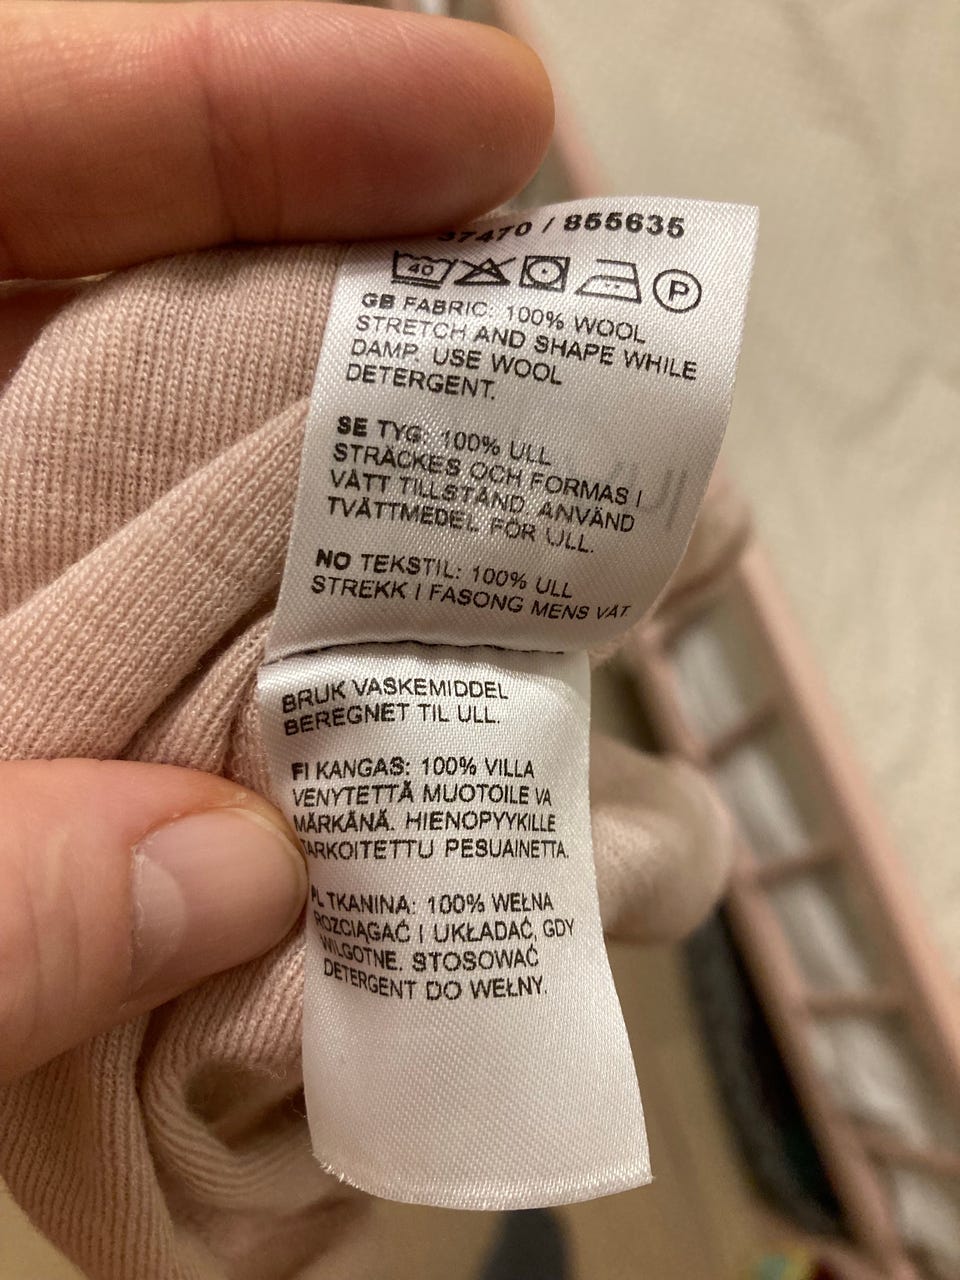 37470 / 855635
40 P
GB FABRIC: 100% WOOL
STRETCH AND SHAPE WHILE
DAMP. USE WOOL
DETERGENT.
SE TYG: 100% ULL
STRÄCKES OCH FORMAS I
VÅTT TILLSTÅND. ANVÄND
TVÄTTMEDEL FÖR ULL.
NO TEKSTIL: 100% ULL
STREKK I FASONG MENS VÅT
BRUK VASKEMIDDEL
BEREGNET TIL ULL.
FI KANGAS: 100% VILLA
VENYTETTÄ MUOTOILE VA
MÄRKÄNÄ. HIENOPYYKILLE
TARKOITETTU PESUAINETTA.
PL TKANINA: 100% WEŁNA
ROZCIĄGAĆ I UKŁADAĆ, GDY
WILGOTNE. STOSOWAĆ
DETERGENT DO WEŁNY.